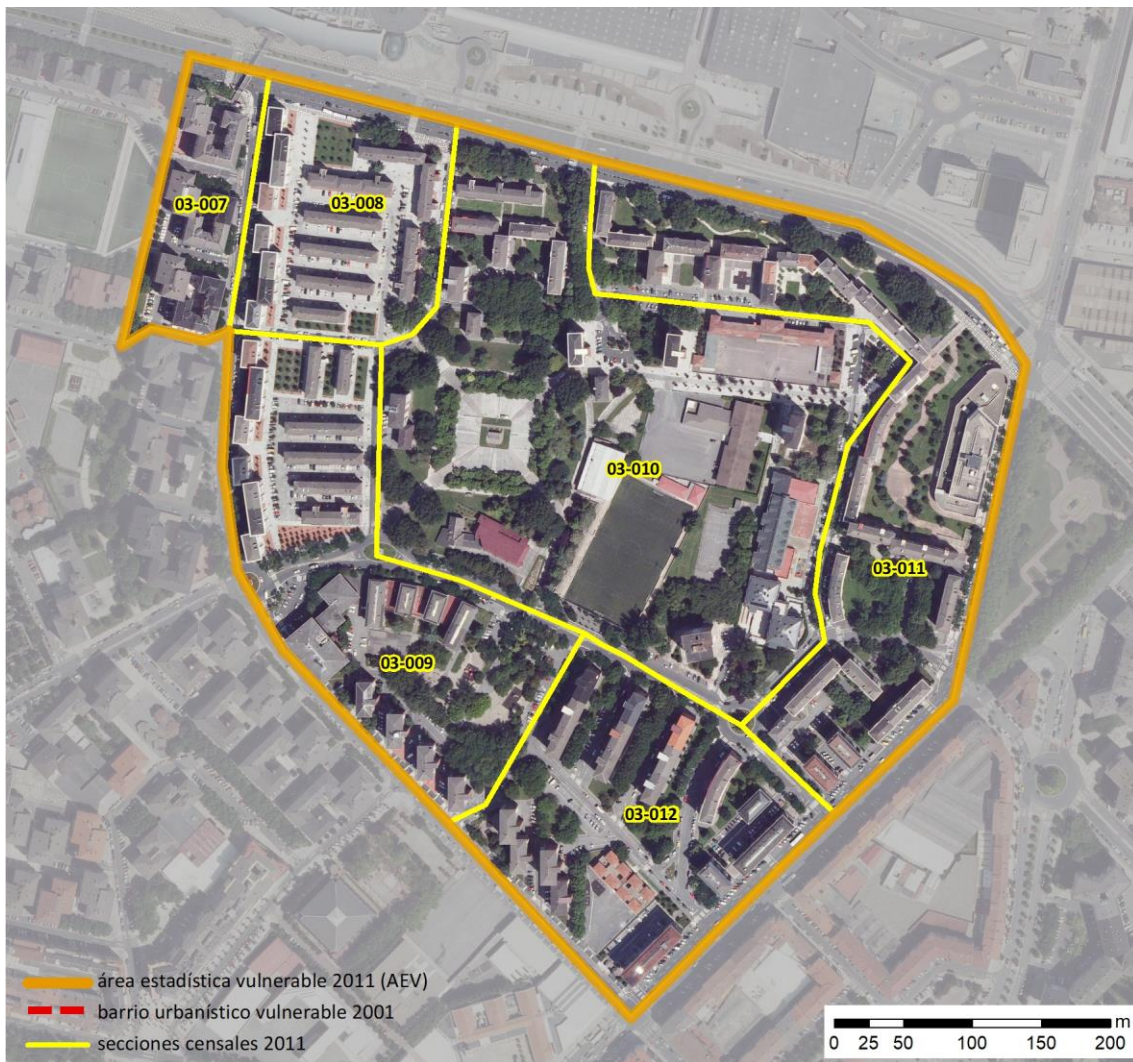 03-007
03-008
03-010
03-011
03-009
03-012
área estadística vulnerable 2011 (AEV)
barrio urbanístico vulnerable 2001
secciones censales 2011
m
0 25 50 100 150 200